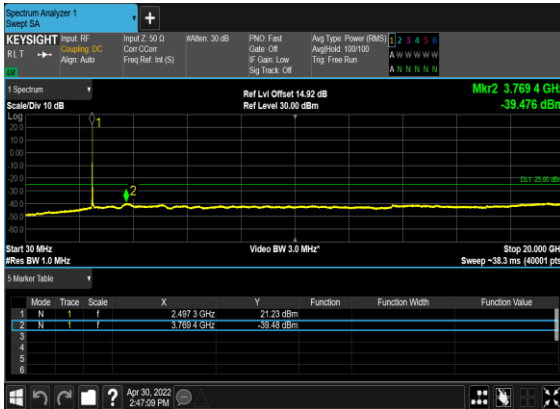 Spectrum Analyzer 1
Swept SA
+
KEYSIGHT Input: RF Input Z: 50 Ω #Atten: 30 dB PNO: Fast Avg Type: Power (RMS) 1 2 3 4 5 6
RLT Coupling: DC Corr CCorr Gate: Off Avg|Hold: 100/100 A W W W W W
Align: Auto Freq Ref: Int (S) IF Gain: Low Trig: Free Run
Sig Track: Off A N N N N N
1 Spectrum
Ref Lvl Offset 14.92 dB Mkr2 3.769 4 GHz
Scale/Div 10 dB Ref Level 30.00 dBm -39.476 dBm
Log
20.0
10.0
0.00
-10.0
-20.0
-30.0
-40.0
-50.0
-60.0
1
2
DL1 -25.00 dBm
Start 30 MHz Video BW 3.0 MHz* Stop 20.000 GHz
#Res BW 1.0 MHz Sweep ~38.3 ms (40001 pts)
5 Marker Table
Mode Trace Scale X Y Function Function Width Function Value
1 N 1 f 2.497 3 GHz 21.23 dBm
2 N 1 f 3.769 4 GHz -39.48 dBm
3
4
5
6
? Apr 30, 2022
2:47:09 PM